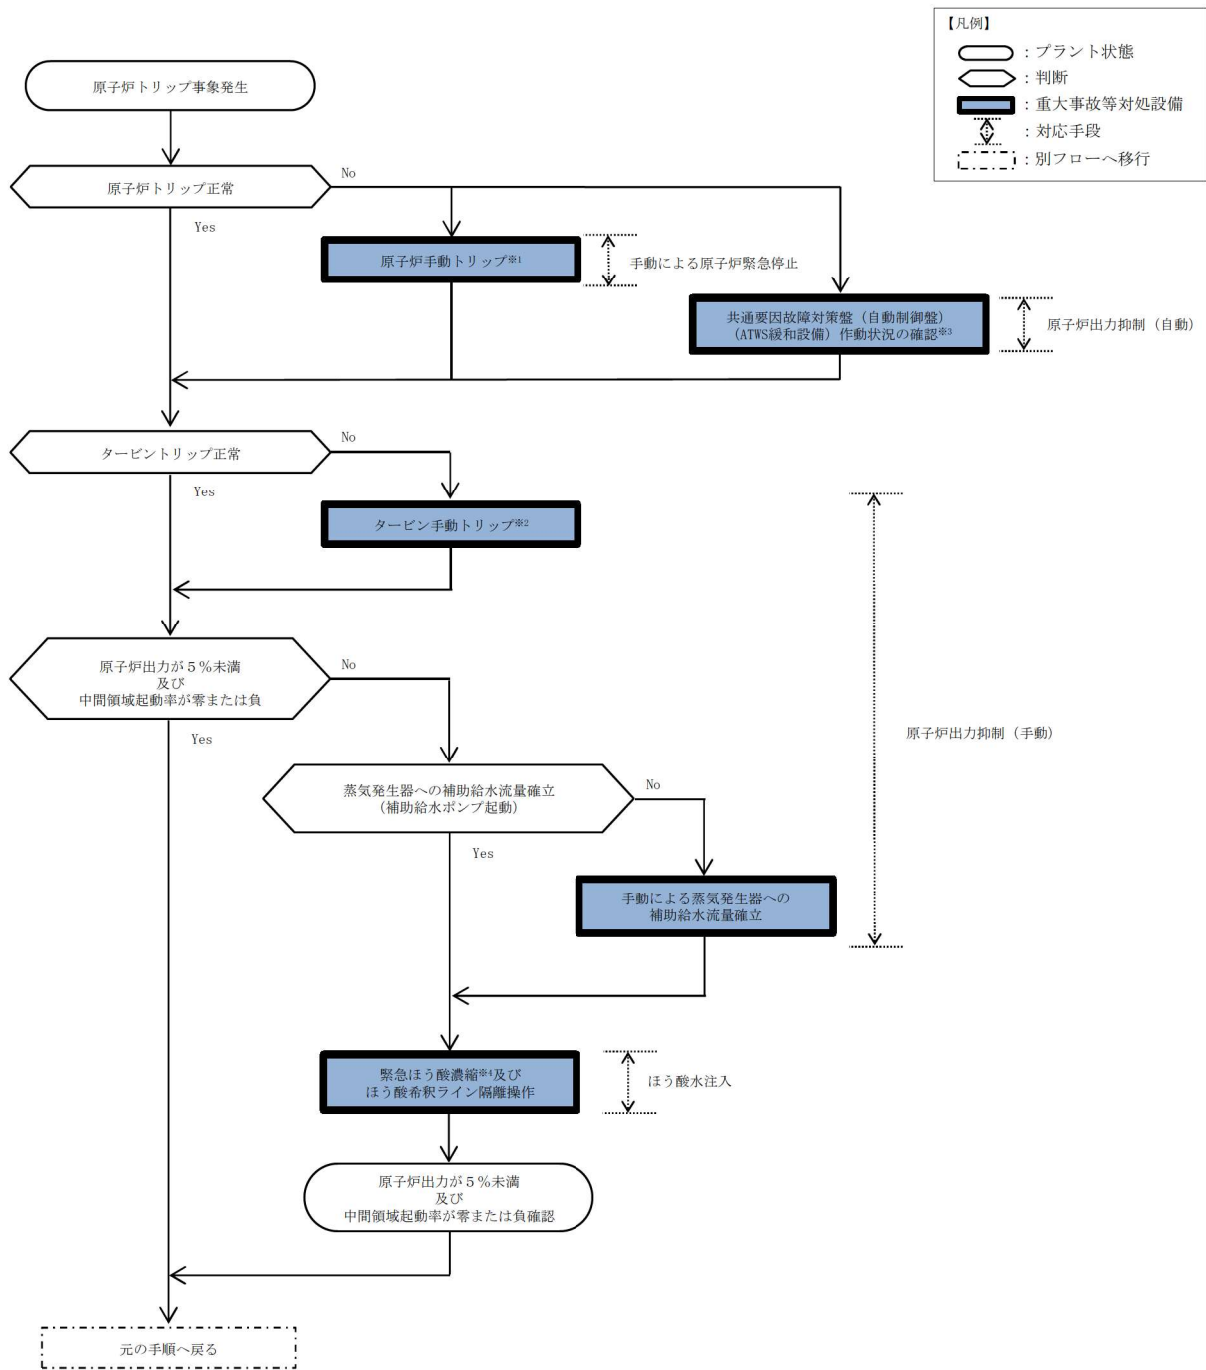 【凡例】
：プラント状態
：判断
：重大事故等対処設備
：対応手段
：別フローへ移行
原子炉トリップ事象発生
原子炉トリップ正常
No
Yes
原子炉手動トリップ※1
手動による原子炉緊急停止
共通要因故障対策盤（自動制御盤）
（ATWS緩和設備）作動状況の確認※3
原子炉出力抑制（自動）
タービントリップ正常
No
Yes
タービン手動トリップ※2
原子炉出力が５％未満
及び
中間領域起動率が零または負
No
Yes
原子炉出力抑制（手動）
蒸気発生器への補助給水流量確立
（補助給水ポンプ起動）
No
Yes
手動による蒸気発生器への
補助給水流量確立
緊急ほう酸濃縮※4及び
ほう酸希釈ライン隔離操作
ほう酸水注入
原子炉出力が５％未満
及び
中間領域起動率が零または負確認
元の手順へ戻る